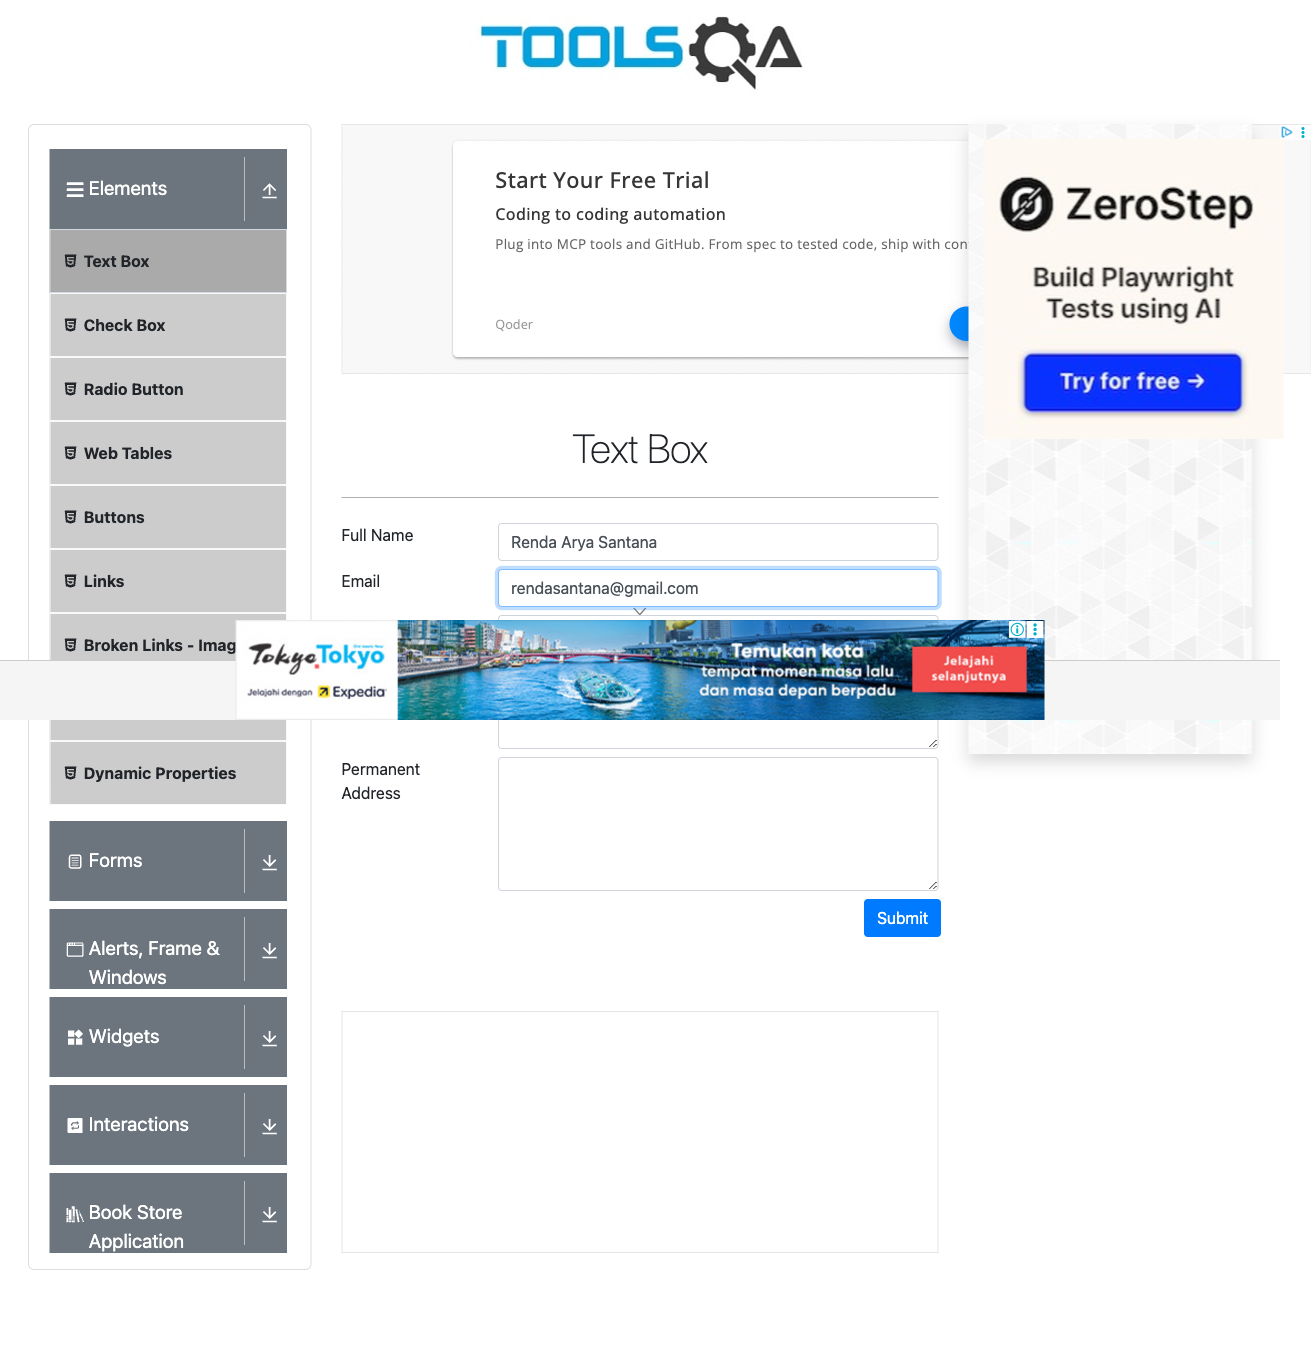 TOOLSQA
Elements
Text Box
Check Box
Radio Button
Web Tables
Buttons
Links
Broken Links - Imag
Dynamic Properties
Forms
Alerts, Frame &
Windows
Widgets
Interactions
Book Store
Application
Start Your Free Trial
Coding to coding automation
Plug into MCP tools and GitHub. From spec to tested code, ship with con
Qoder
ZeroStep
Build Playwright
Tests using AI
Try for free →
Text Box
Full Name
Renda Arya Santana
Email
rendasantana@gmail.com
Tokyo Tokyo
Jelajahi dengan Expedia
Temukan kota
tempat momen masa lalu
dan masa depan berpadu
Jelajahi
selanjutnya
Permanent
Address
Submit